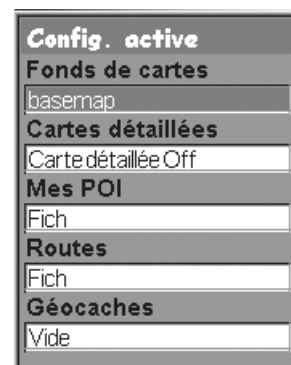 Config. active
Fonds de cartes
basemap
Cartes détaillées
Carte détaillée Off
Mes POI
Fich
Routes
Fich
Géocaches
Vide